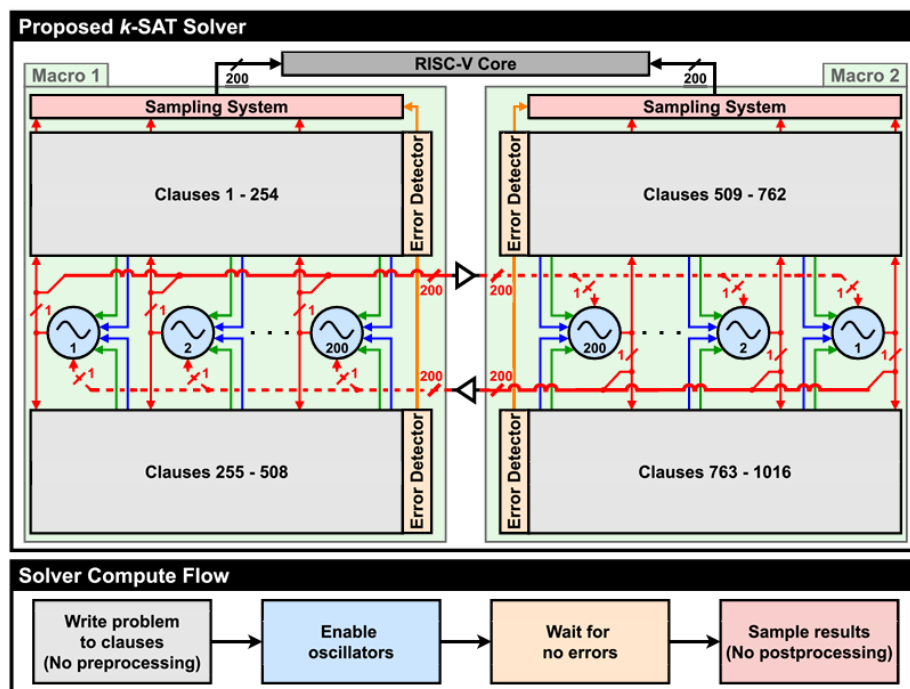 Proposed k-SAT Solver
RISC-V Core
Macro 1
200
200
Macro 2
Sampling System
Sampling System
Clauses 1 - 254
Error Detector
Error Detector
Clauses 509 - 762
200
200
1
1
1
1
1
1
1
2
. . .
200
200
. . .
2
1
1
1
1
1
1
1
200
200
Clauses 255 - 508
Error Detector
Error Detector
Clauses 763 - 1016
Solver Compute Flow
Write problem
to clauses
(No preprocessing)
Enable
oscillators
Wait for
no errors
Sample results
(No postprocessing)